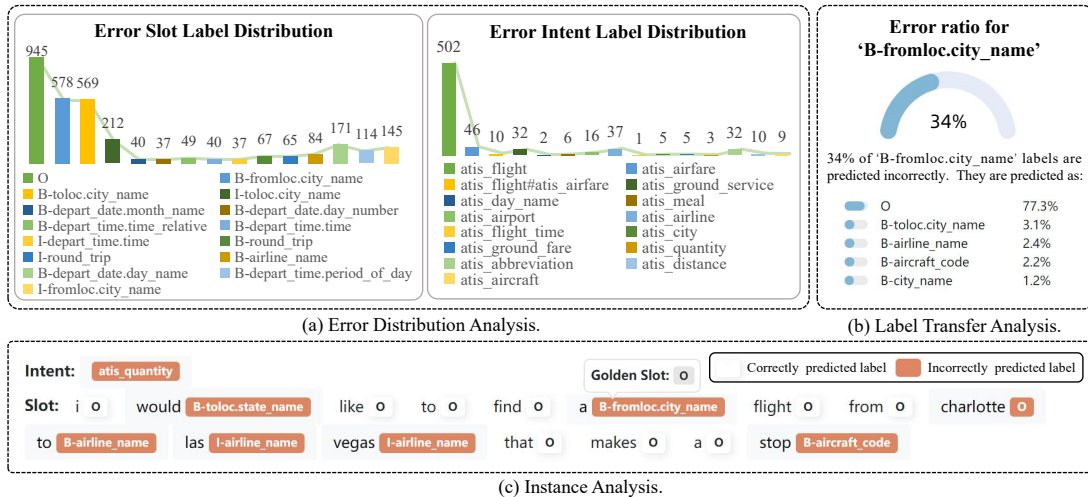 Error Slot Label Distribution
945
578 569
212
40 37 49 40 37 67 65 84 171 114 145
O B-fromloc.city_name
B-toloc.city_name I-toloc.city_name
B-depart_date.month_name B-depart_date.day_number
B-depart_time.time_relative B-depart_time.time
I-depart_time.time B-round_trip
I-round_trip B-airline_name
B-depart_date.day_name B-depart_time.period_of_day
I-fromloc.city_name
Error Intent Label Distribution
502
46 10 32 2 6 16 37 1 5 5 3 32 10 9
atis_flight atis_airfare
atis_flight#atis_airfare atis_ground_service
atis_day_name atis_meal
atis_airport atis_airline
atis_flight_time atis_city
atis_ground_fare atis_quantity
atis_abbreviation atis_distance
atis_aircraft
(a) Error Distribution Analysis.
Error ratio for
‘B-fromloc.city_name’
34%
34% of ‘B-fromloc.city_name’ labels are
predicted incorrectly. They are predicted as:
O 77.3%
B-toloc.city_name 3.1%
B-airline_name 2.4%
B-aircraft_code 2.2%
B-city_name 1.2%
(b) Label Transfer Analysis.
Intent: atis_quantity
Golden Slot: O
Correctly predicted label Incorrectly predicted label
Slot: i O would B-toloc.state_name like O to O find O a B-fromloc.city_name flight O from O charlotte O
to B-airline_name las I-airline_name vegas I-airline_name that O makes O a O stop B-aircraft_code
(c) Instance Analysis.